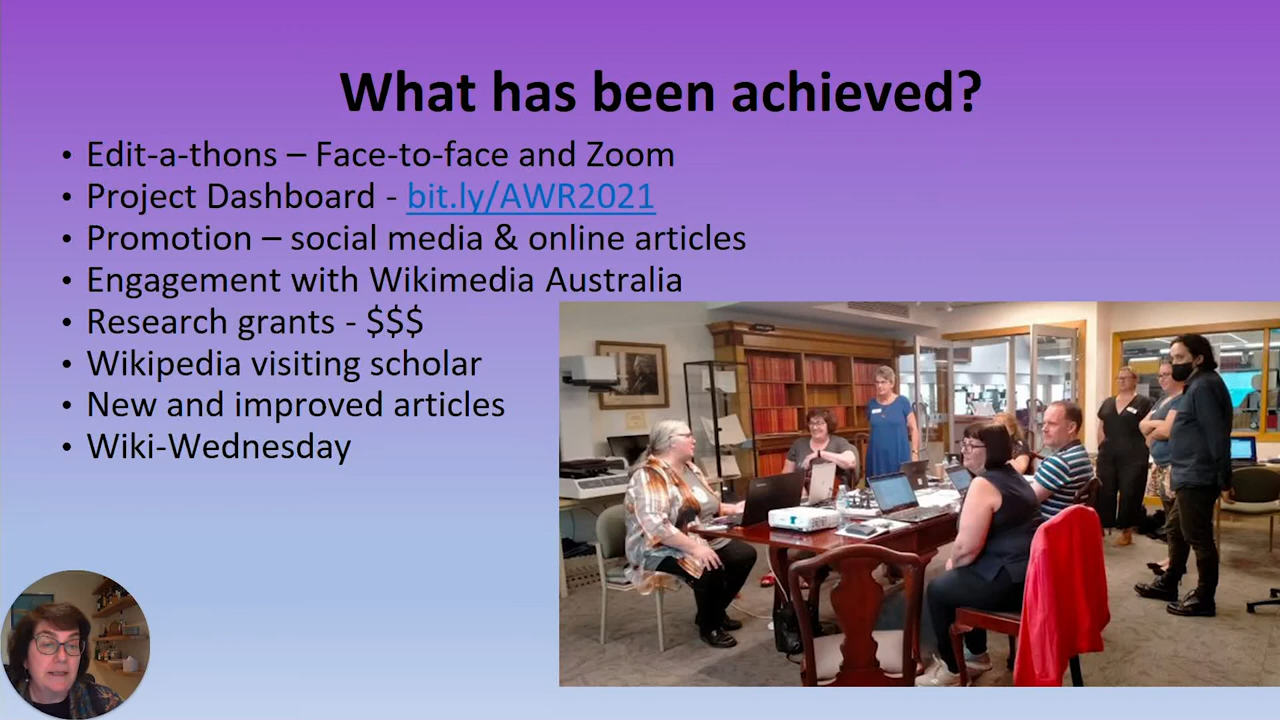 What has been achieved?
• Edit-a-thons – Face-to-face and Zoom
• Project Dashboard - bit.ly/AWR2021
• Promotion – social media & online articles
• Engagement with Wikimedia Australia
• Research grants - $$$
• Wikipedia visiting scholar
• New and improved articles
• Wiki-Wednesday